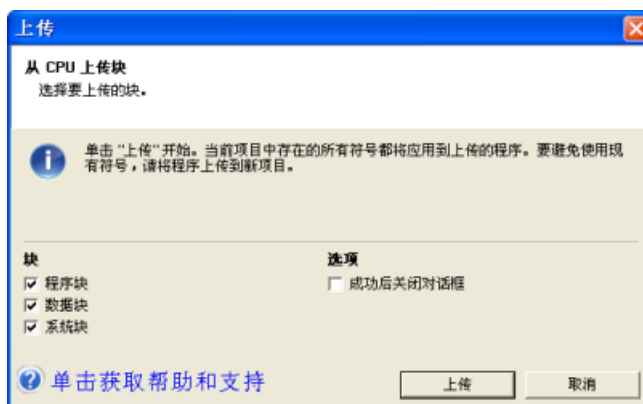 上传
从 CPU 上传块
选择要上传的块。
单击 "上传"开始。当前项目中存在的所有符号都将应用到上传的程序。要避免使用现
有符号，请将程序上传到新项目。
块
选项
程序块
成功后关闭对话框
数据块
系统块
单击获取帮助和支持
上传
取消